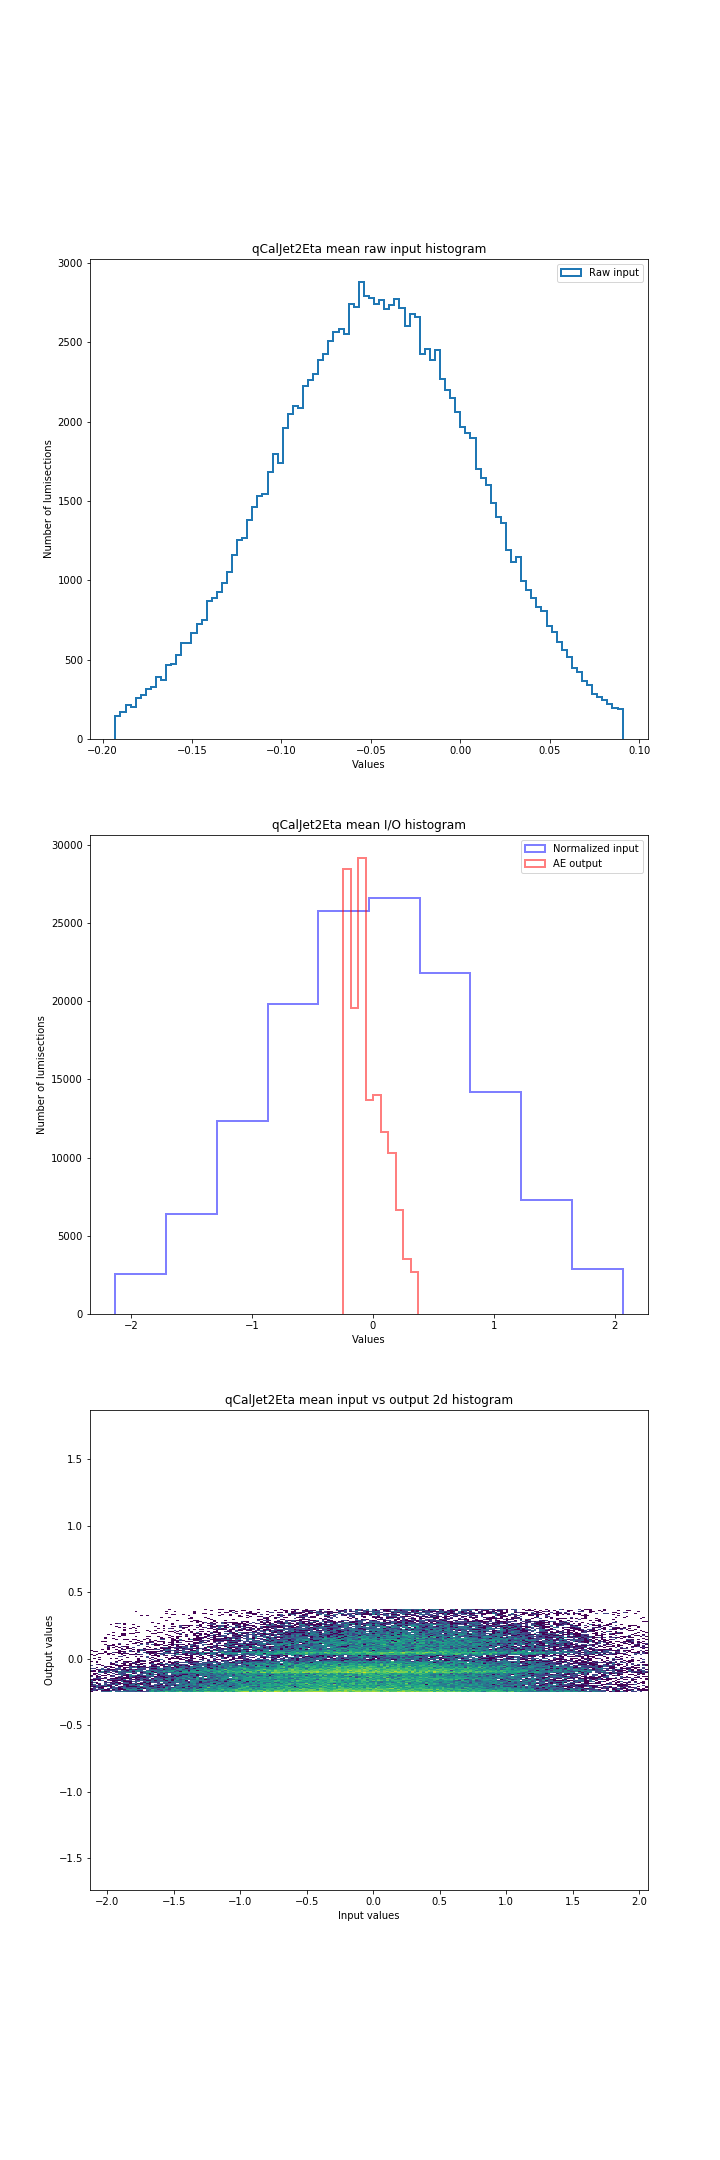 qCalJet2Eta mean raw input histogram
3000
2500
2000
1500
1000
500
0
Number of lumisections
Raw input
−0.20 −0.15 −0.10 −0.05 0.00 0.05 0.10
Values
qCalJet2Eta mean I/O histogram
30000
25000
20000
15000
10000
5000
0
Number of lumisections
Normalized input
AE output
−2 −1 0 1 2
Values
qCalJet2Eta mean input vs output 2d histogram
1.5
1.0
0.5
0.0
−0.5
−1.0
−1.5
Output values
−2.0 −1.5 −1.0 −0.5 0.0 0.5 1.0 1.5 2.0
Input values